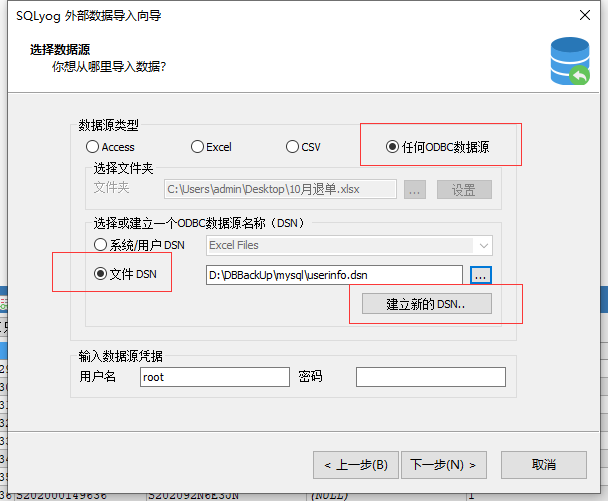 SQLyog 外部数据导入向导
选择数据源
你想从哪里导入数据?
数据源类型
Access Excel CSV 任何ODBC数据源
选择文件夹
文件夹 C:\Users\admin\Desktop\10月退单.xlsx ... 设置
选择或建立一个ODBC数据源名称（DSN）
系统/用户 DSN Excel Files
文件 DSN D:\DBBackUp\mysql\userinfo.dsn ...
建立新的 DSN..
输入数据源凭据
用户名 root 密码
< 上一步(B) 下一步(N) > 取消
S202000149636 S202092N6E3JN (NULL) 1